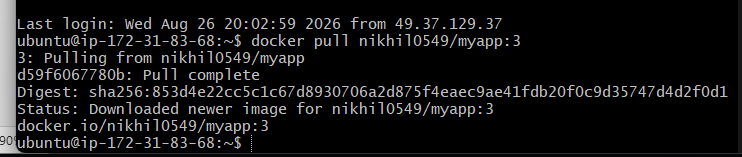 Last login: Wed Aug 26 20:02:59 2026 from 49.37.129.37
ubuntu@ip-172-31-83-68:~$ docker pull nikhil0549/myapp:3
3: Pulling from nikhil0549/myapp
d59f6067780b: Pull complete
Digest: sha256:853d4e22cc5c1c67d8930706a2d875f4eaec9ae41fdb20f0c9d35747d4d2f0d1
Status: Downloaded newer image for nikhil0549/myapp:3
docker.io/nikhil0549/myapp:3
90%
ubuntu@ip-172-31-83-68:~$